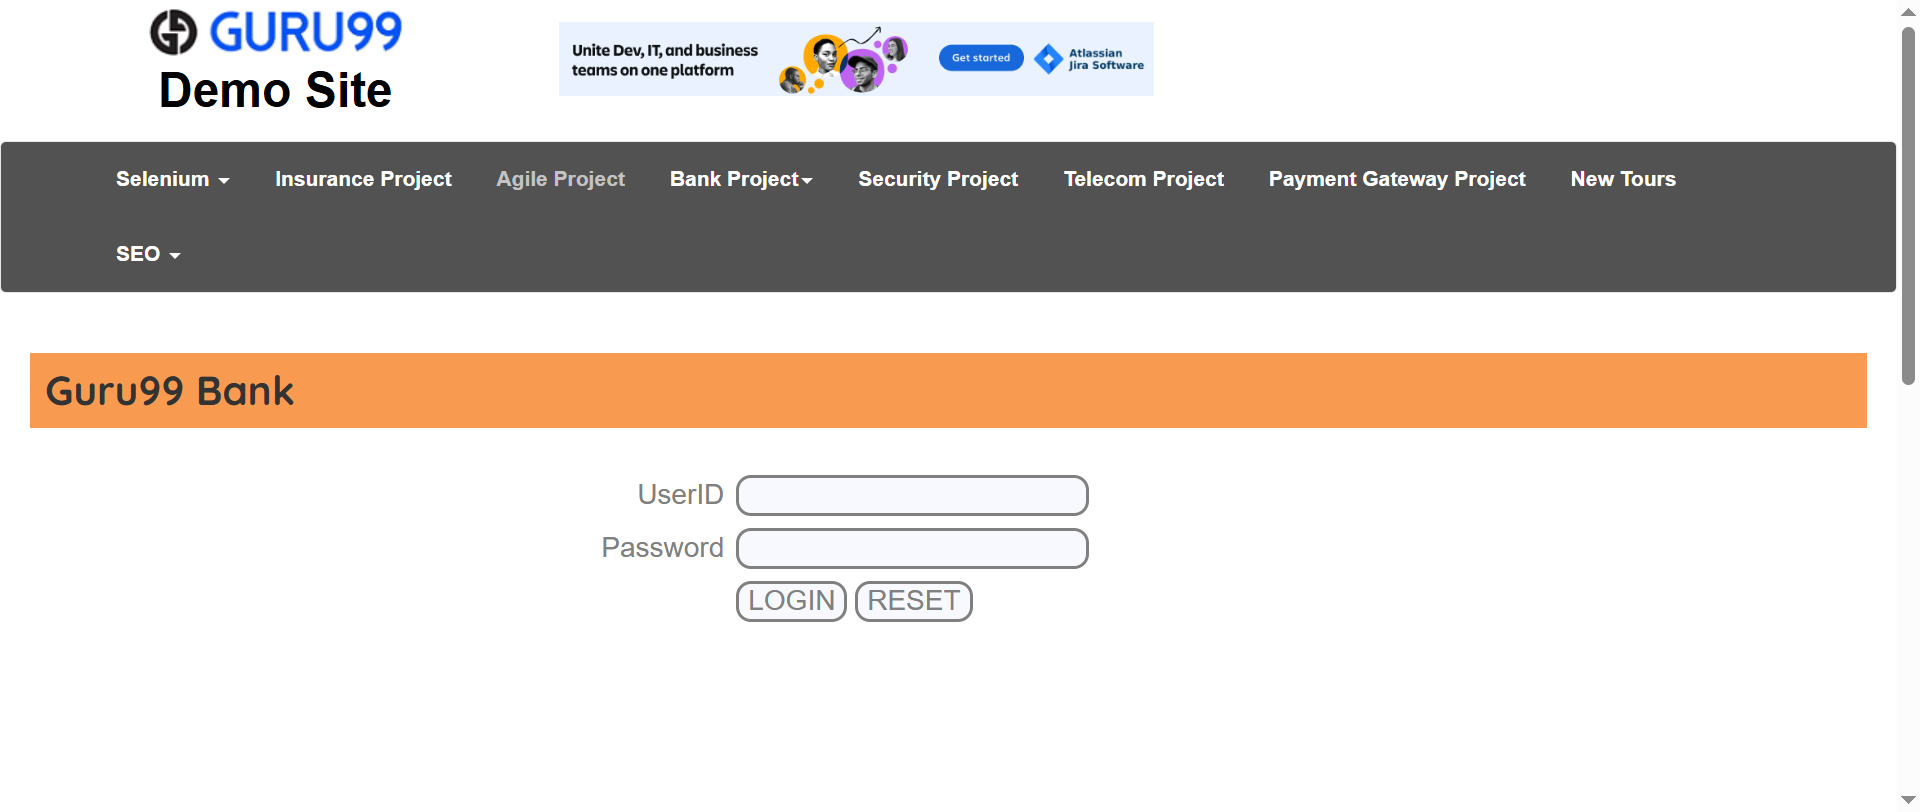 GURU99
Demo Site
Unite Dev, IT, and business
teams on one platform
Get started
Atlassian
Jira Software
Selenium
Insurance Project
Agile Project
Bank Project
Security Project
Telecom Project
Payment Gateway Project
New Tours
SEO
Guru99 Bank
UserID
Password
LOGIN
RESET